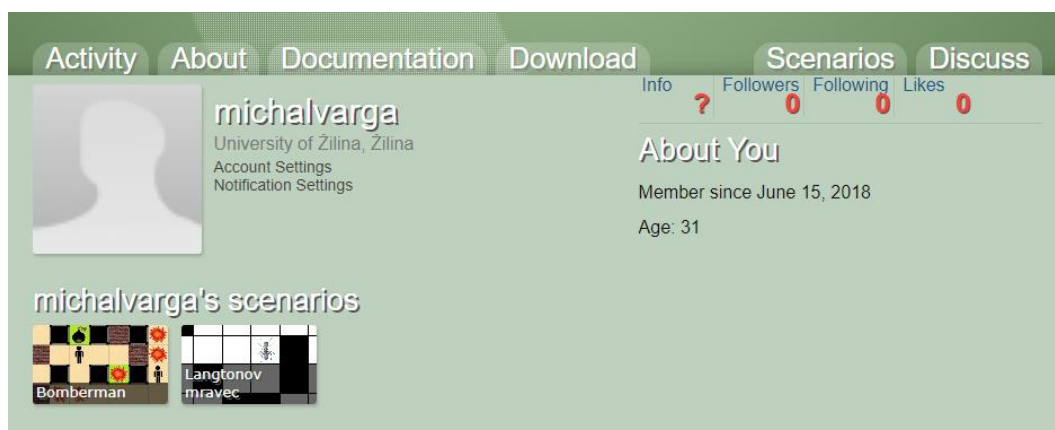 Activity About Documentation Download Scenarios Discuss
michalvarga
University of Žilina, Žilina
Account Settings
Notification Settings
Info Followers Following Likes
? 0 0 0
About You
Member since June 15, 2018
Age: 31
michalvarga's scenarios
Bomberman
Langtonov
mravec